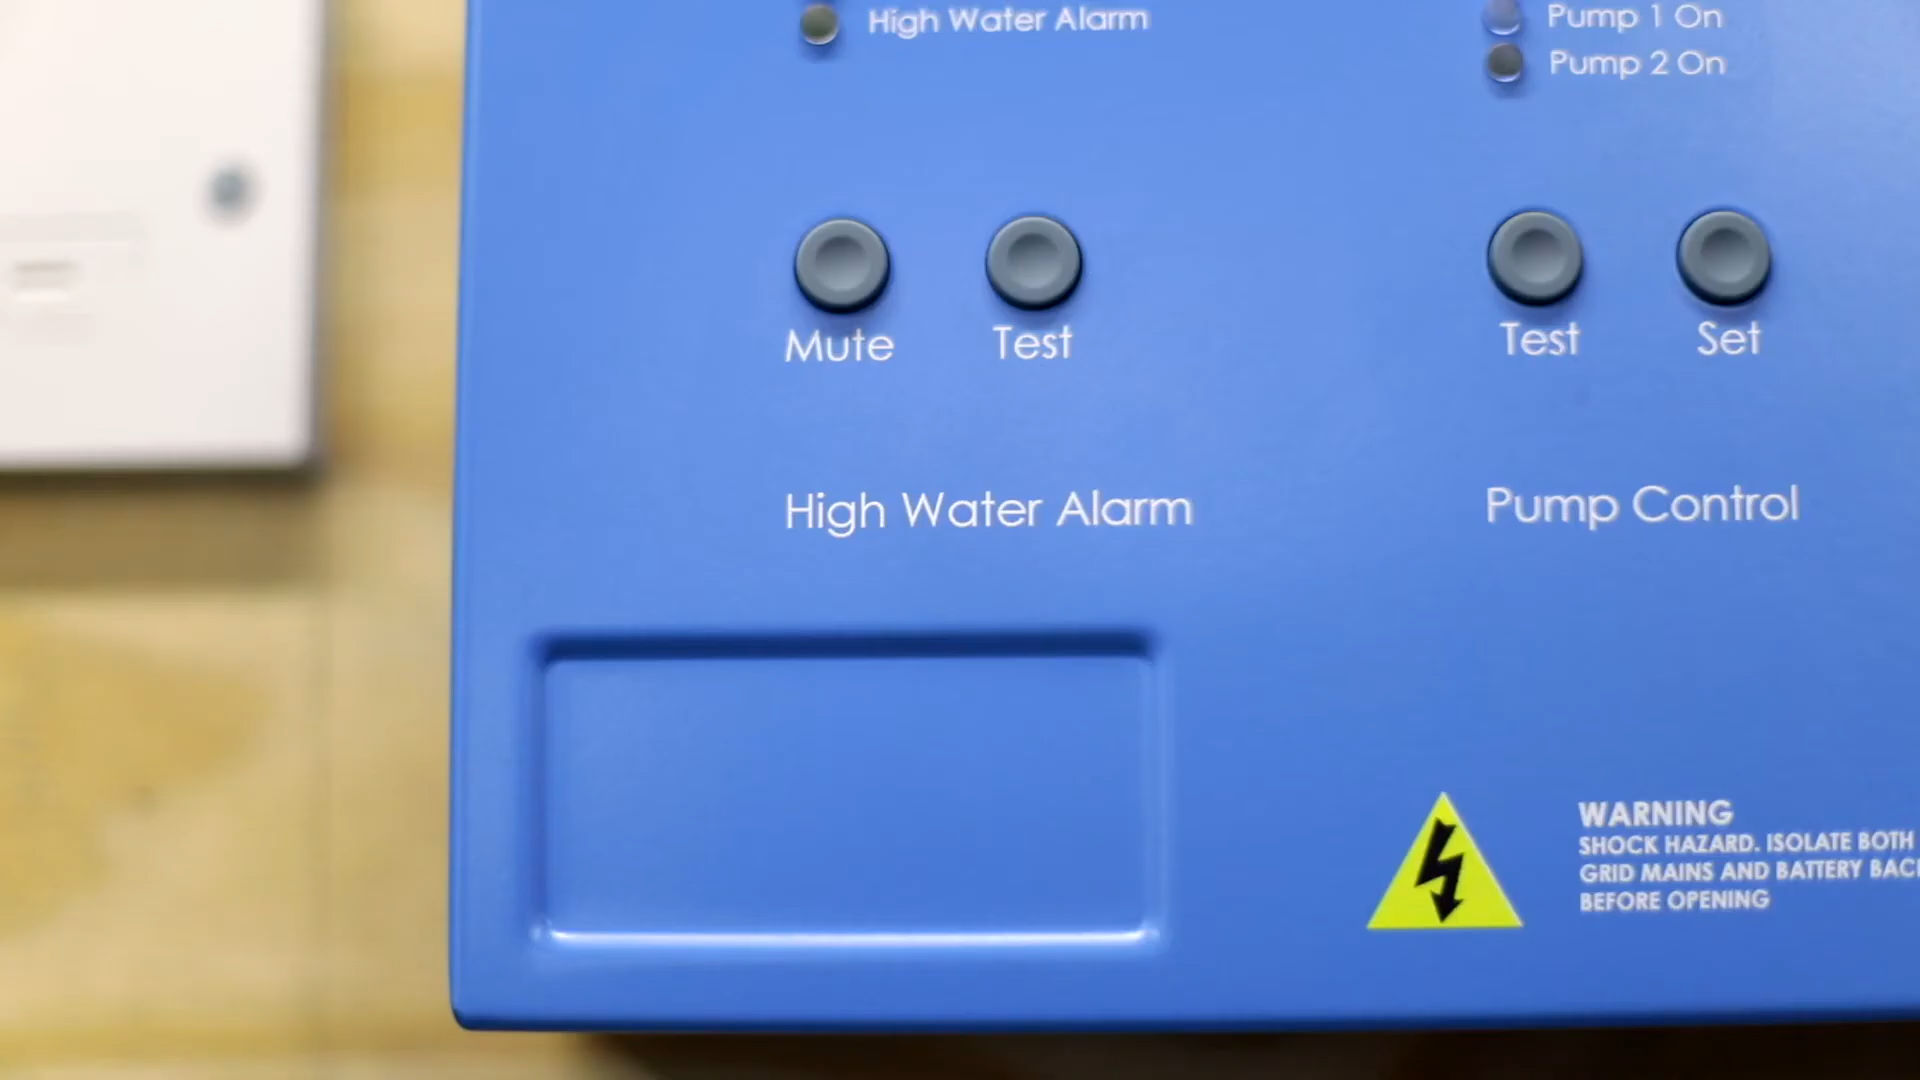 High Water Alarm
Pump 1 On
Pump 2 On
Mute
Test
Test
Set
High Water Alarm
Pump Control
WARNING
SHOCK HAZARD. ISOLATE BOTH
GRID MAINS AND BATTERY
BEFORE OPENING